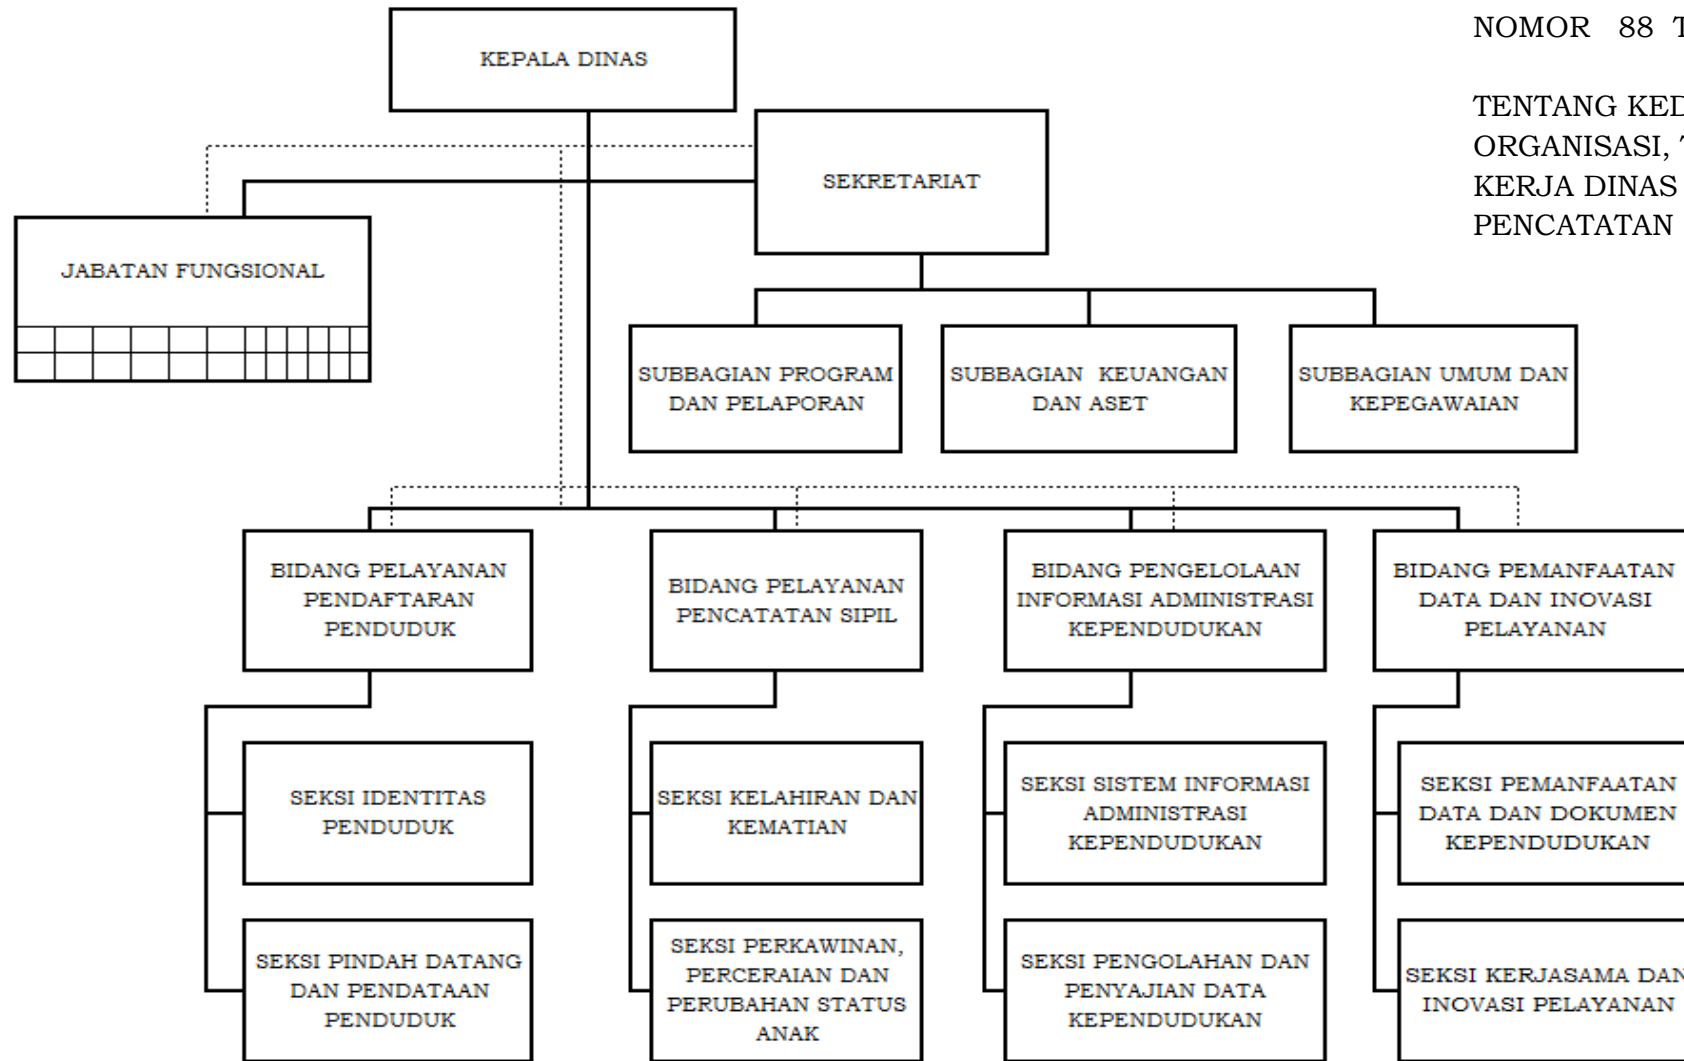 KEPALA DINAS
NOMOR 88
TENTANG
ORGANISASI,
KERJA DINAS
PENCATATAN
SEKRETARIAT
JABATAN FUNGSIONAL
SUBBAGIAN PROGRAM
DAN PELAPORAN
SUBBAGIAN KEUANGAN
DAN ASET
SUBBAGIAN UMUM DAN
KEPEGAWAIAN
BIDANG PELAYANAN
PENDAFTARAN
PENDUDUK
BIDANG PELAYANAN
PENCATATAN SIPIL
BIDANG PENGELOLAAN
INFORMASI ADMINISTRASI
KEPENDUDUKAN
BIDANG PEMANFAATAN
DATA DAN INOVASI
PELAYANAN
SEKSI IDENTITAS
PENDUDUK
SEKSI KELAHIRAN DAN
KEMATIAN
SEKSI SISTEM INFORMASI
ADMINISTRASI
KEPENDUDUKAN
SEKSI PEMANFAATAN
DATA DAN DOKUMEN
KEPENDUDUKAN
SEKSI PINDAH DATANG
DAN PENDATAAN
PENDUDUK
SEKSI PERKAWINAN,
PERCERAIAN DAN
PERUBAHAN STATUS
ANAK
SEKSI PENGOLAHAN DAN
PENYAJIAN DATA
KEPENDUDUKAN
SEKSI KERJASAMA DAN
INOVASI PELAYANAN